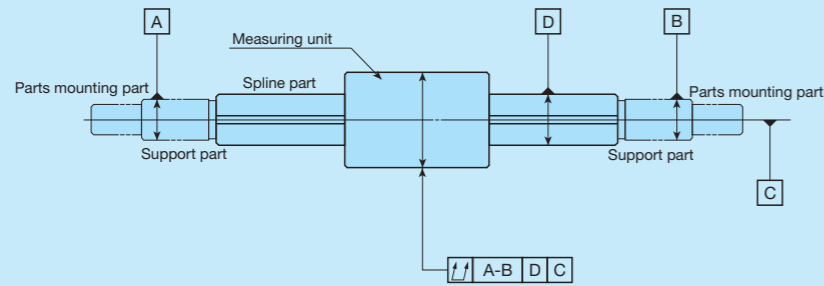 A
D
B
Measuring unit
Parts mounting part
Spline part
Parts mounting part
Support part
Support part
C
A-B D C